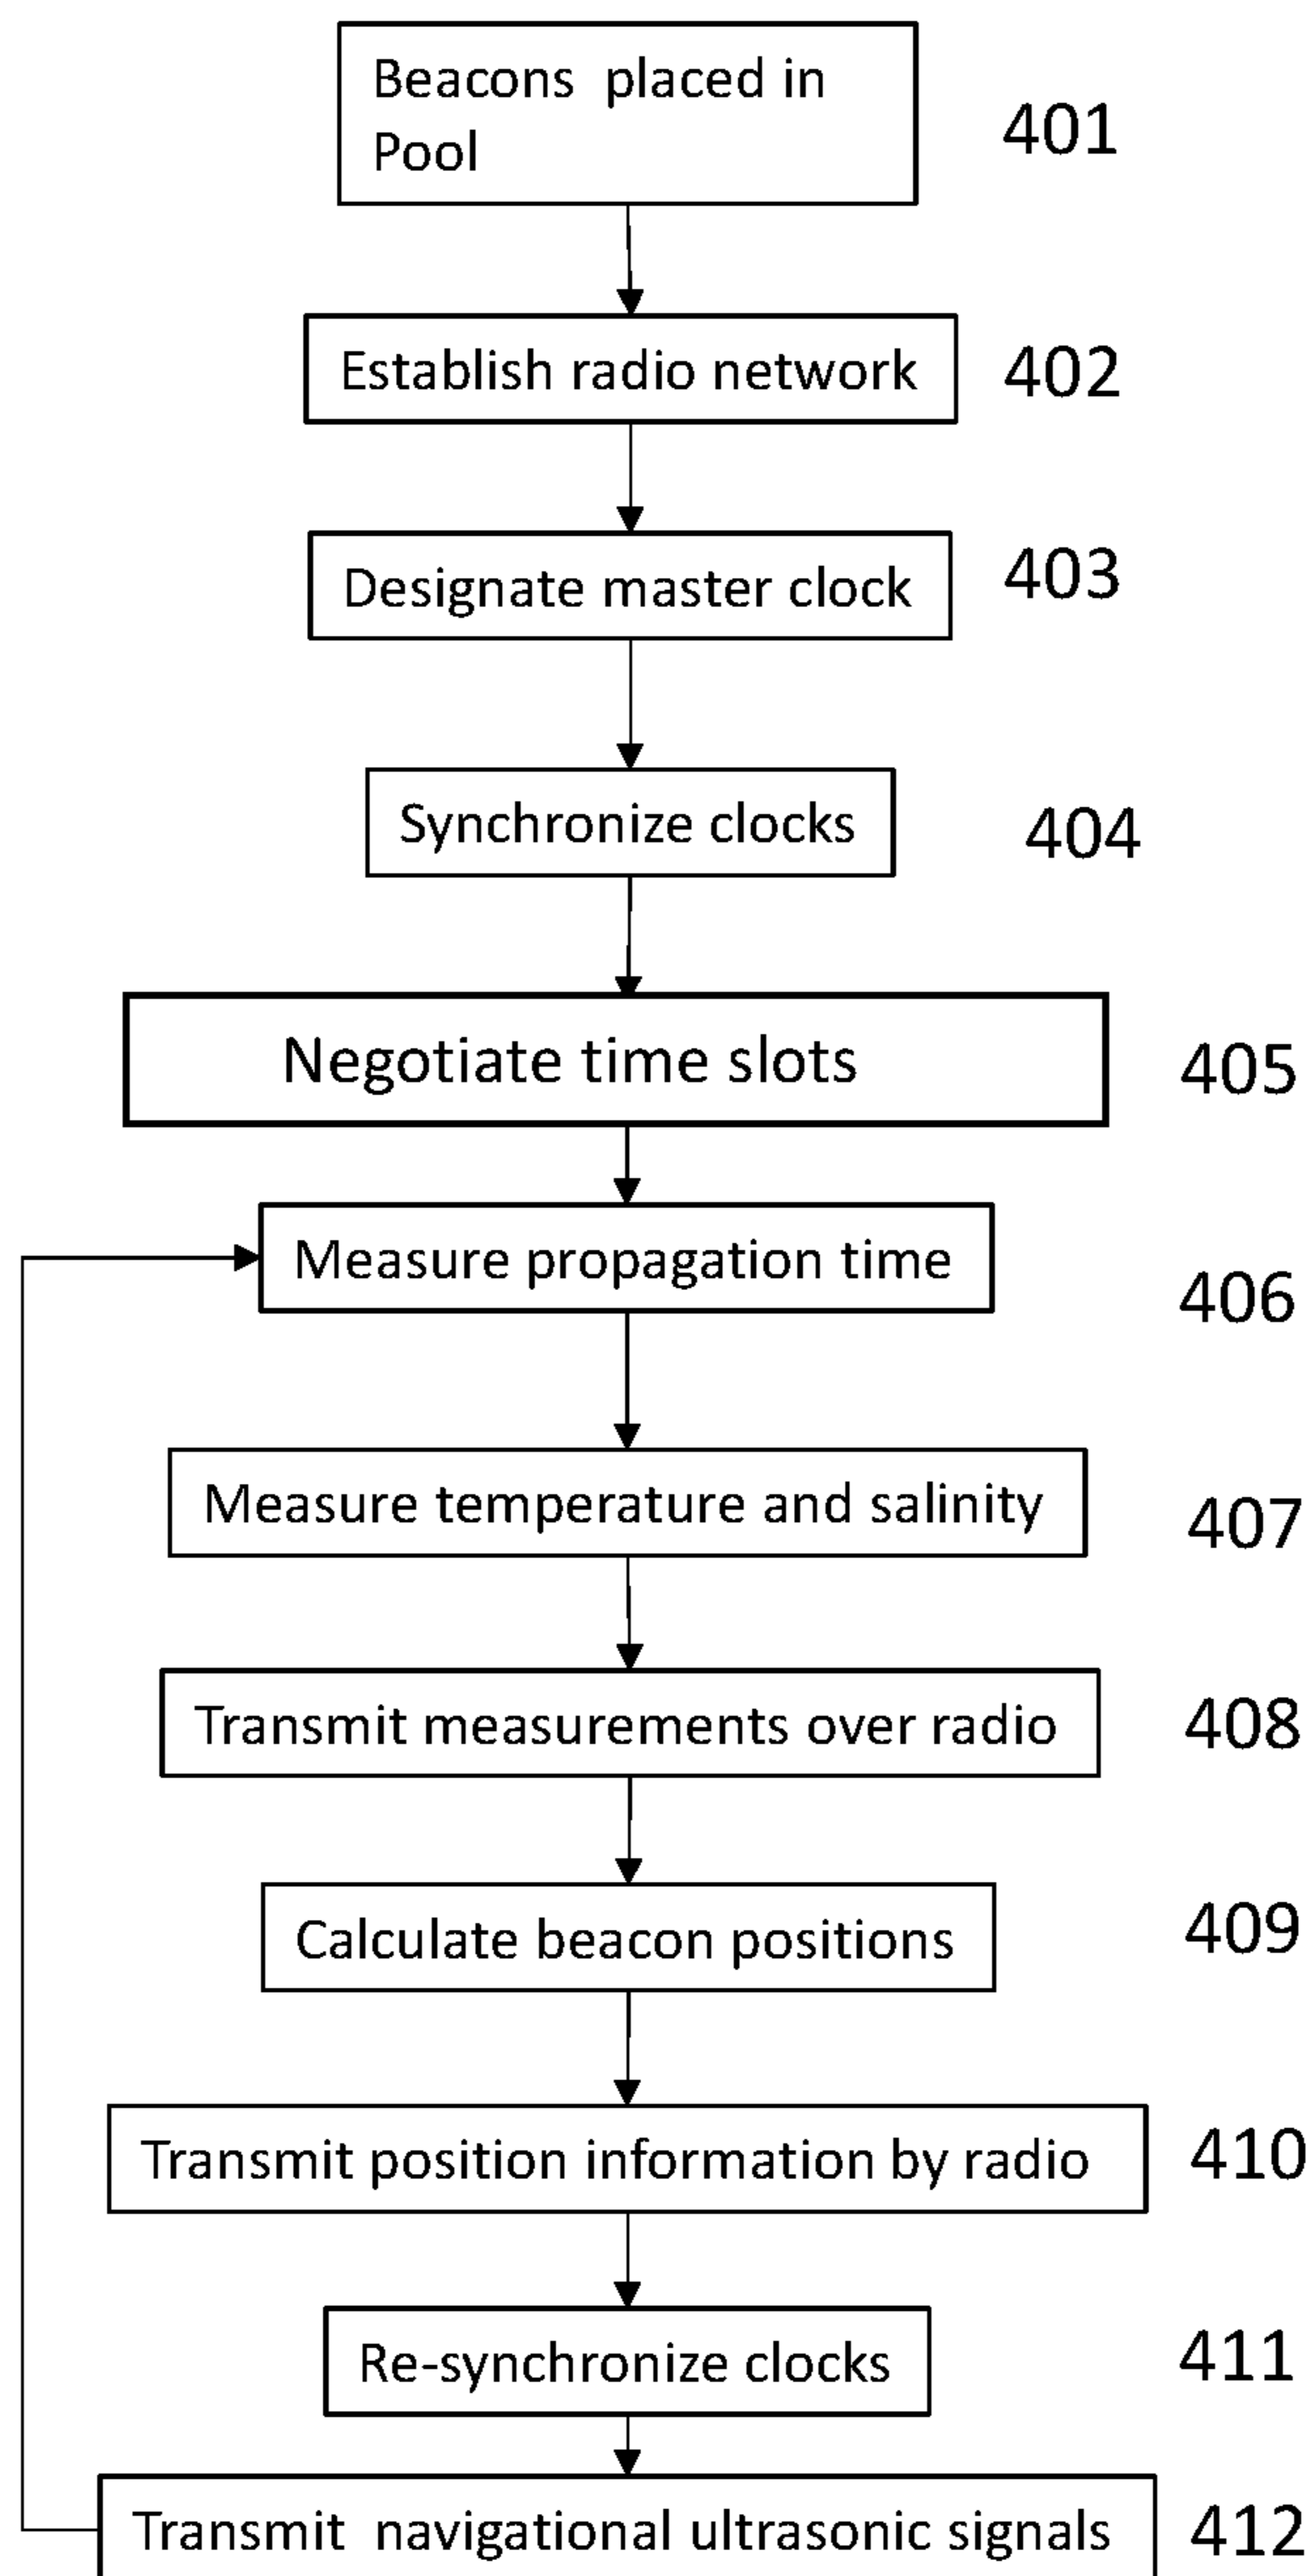 Beacons placed in
Pool
401
Establish radio network
402
Designate master clock
403
Synchronize clocks
404
Negotiate time slots
405
Measure propagation time
406
Measure temperature and salinity
407
Transmit measurements over radio
408
Calculate beacon positions
409
Transmit position information by radio
410
Re-synchronize clocks
411
Transmit navigational ultrasonic signals
412